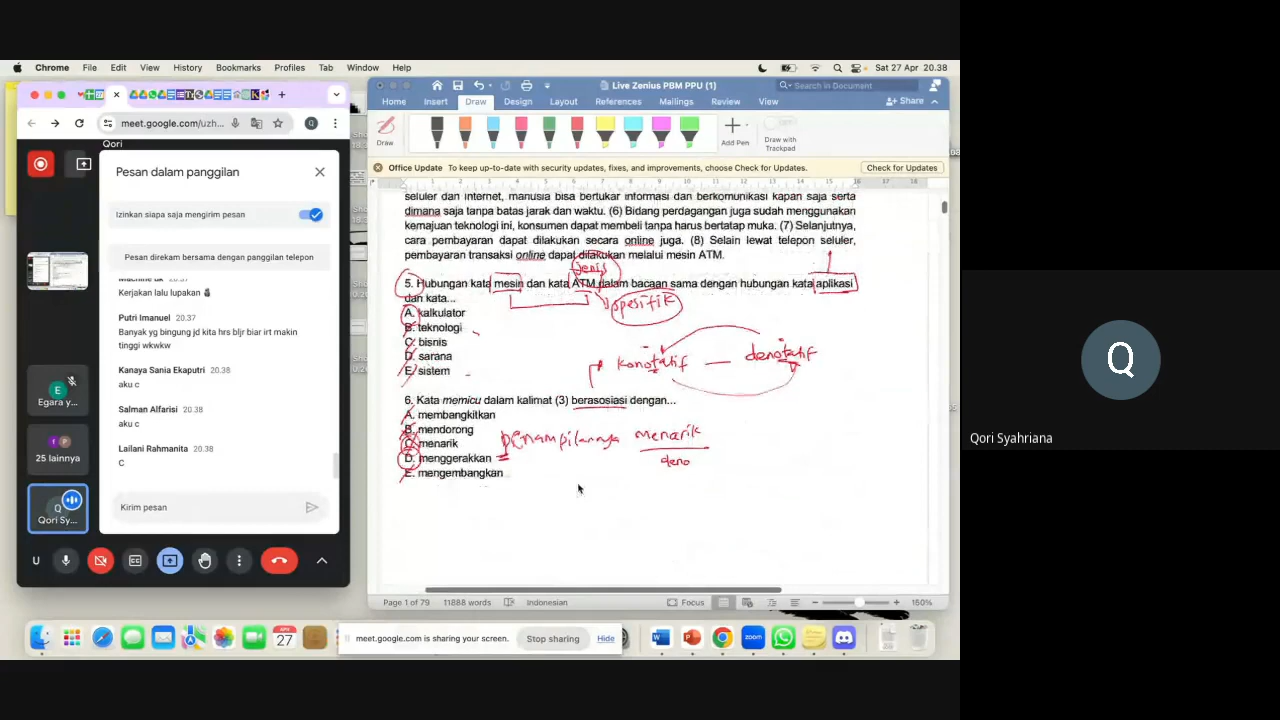 Chrome File Edit View History Bookmarks Profiles Tab Window Help
Sat 27 Apr 20.38
meet.google.com/uzh...
Qori
Pesan dalam panggilan
Izinkan siapa saja mengirim pesan
Pesan direkam bersama dengan panggilan telepon
Kerjakan lalu lupakan
Putri Imanuel 20.37
Banyak yg bingung jd kita hrs bljr biar irt makin
tinggi wkwkw
Kanaya Sania Ekaputri 20.38
aku c
Salman Alfarisi 20.38
aku c
Lailani Rahmanita 20.38
C
Kirim pesan
E
Egara y...
f P
25 lainnya
Q
Qori Sy...
U
Live Zenius PBM PPU (1)
Search in Document
Home Insert Draw Design Layout References Mailings Review View
Share
Draw
Add Pen
Draw with
Trackpad
Office Update To keep up-to-date with security updates, fixes, and improvements, choose Check for Updates.
Check for Updates
seluler dan internet, manusia bisa bertukar informasi dan berkomunikasi kapan saja serta
dimana saja tanpa batas jarak dan waktu. (6) Bidang perdagangan juga sudah menggunakan
kemajuan teknologi ini, konsumen dapat membeli tanpa harus bertatap muka. (7) Selanjutnya,
cara pembayaran dapat dilakukan secara online juga. (8) Selain lewat telepon seluler,
pembayaran transaksi online dapat dilakukan melalui mesin ATM.
jenis
5. Hubungan kata mesin dan kata ATM dalam bacaan sama dengan hubungan kata aplikasi
dan kata...
spesifik
A. kalkulator
B. teknologi
C. bisnis
D. sarana
E. sistem
konotatif — denotatif
6. Kata memicu dalam kalimat (3) berasosiasi dengan...
A. membangkitkan
B. mendorong
C. menarik
D. menggerakkan
E. mengembangkan
penampilannya menarik
deno
Page 1 of 79 11888 words Indonesian
Focus
150%
APR
27
meet.google.com is sharing your screen.
Stop sharing
Hide
zoom
Q
Qori Syahriana